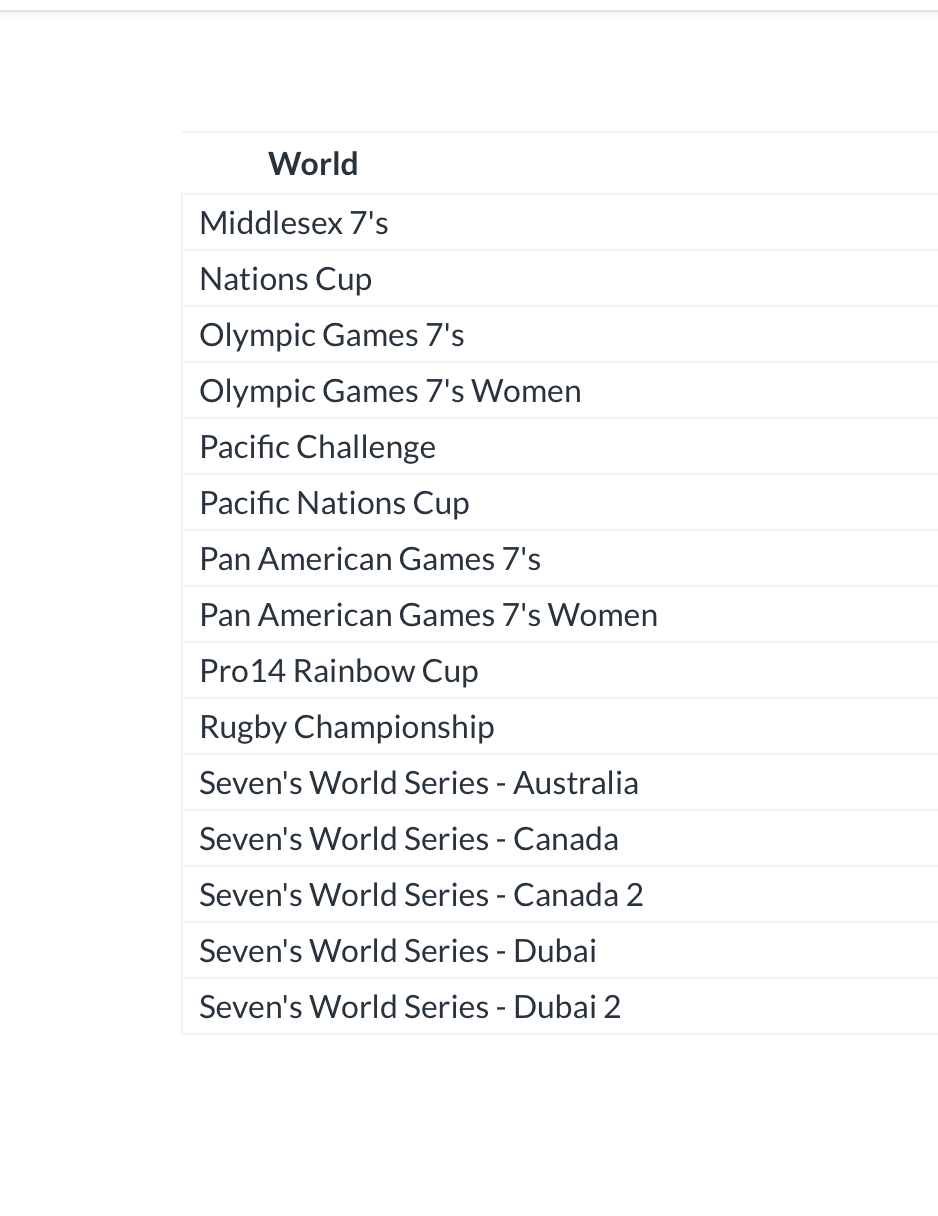 World
Middlesex 7's
Nations Cup
Olympic Games 7's
Olympic Games 7's Women
Pacific Challenge
Pacific Nations Cup
Pan American Games 7's
Pan American Games 7's Women
Pro14 Rainbow Cup
Rugby Championship
Seven's World Series - Australia
Seven's World Series - Canada
Seven's World Series - Canada 2
Seven's World Series - Dubai
Seven's World Series - Dubai 2